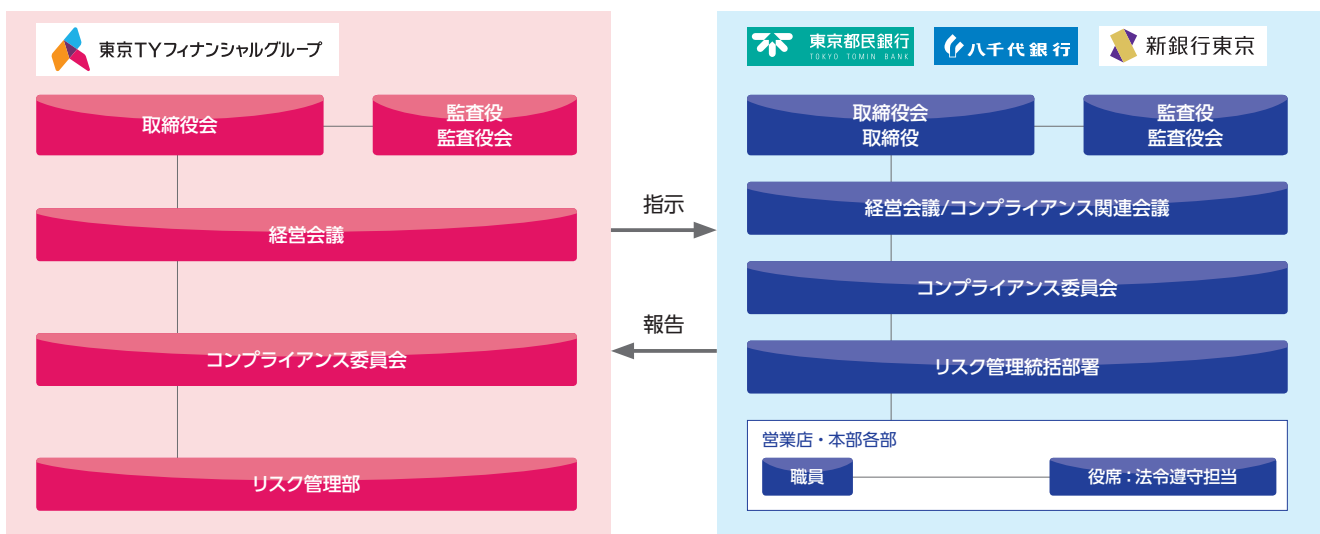 東京TYフィナンシャルグループ
取締役会
監査役
監査役会
経営会議
コンプライアンス委員会
リスク管理部
指示
報告
東京都民銀行
TOKYO TOMIN BANK
八千代銀行
新銀行東京
取締役会
取締役
監査役
監査役会
経営会議/コンプライアンス関連会議
コンプライアンス委員会
リスク管理統括部署
営業店・本部各部
職員
役席：法令遵守担当